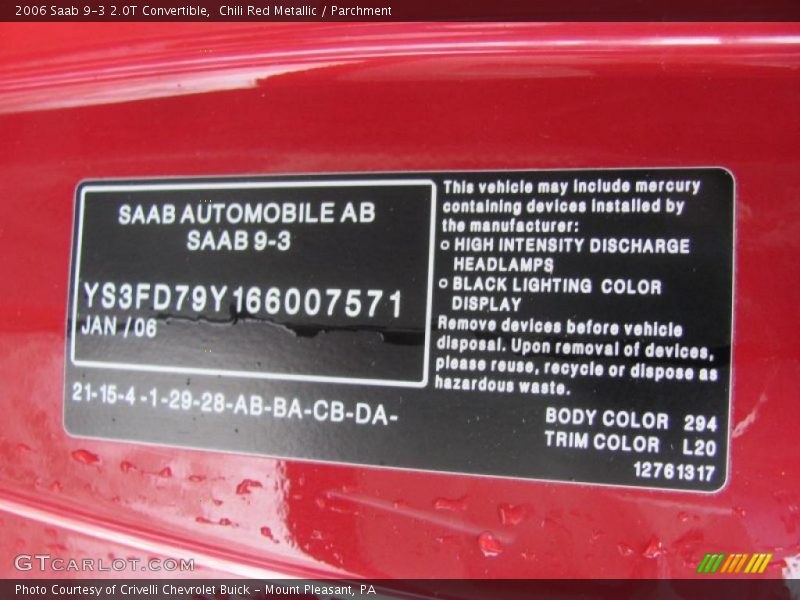 2006 Saab 9-3 2.0T Convertible,  Chili Red Metallic / Parchment
SAAB AUTOMOBILE AB
SAAB 9-3
YS3FD79Y166007571
JAN / 06
21-15-4 -1-29-28-AB-BA-CB-DA-
This vehicle may include mercury
containing devices installed by
the manufacturer:
o HIGH INTENSITY DISCHARGE
HEADLAMPS
o BLACK LIGHTING COLOR
DISPLAY
Remove devices before vehicle
disposal. Upon removal of devices,
please reuse, recycle or dispose as
hazardous waste.
BODY COLOR 294
TRIM COLOR L20
12761317
GTCARLOT.COM
Photo Courtesy of Crivelli Chevrolet Buick - Mount Pleasant, PA